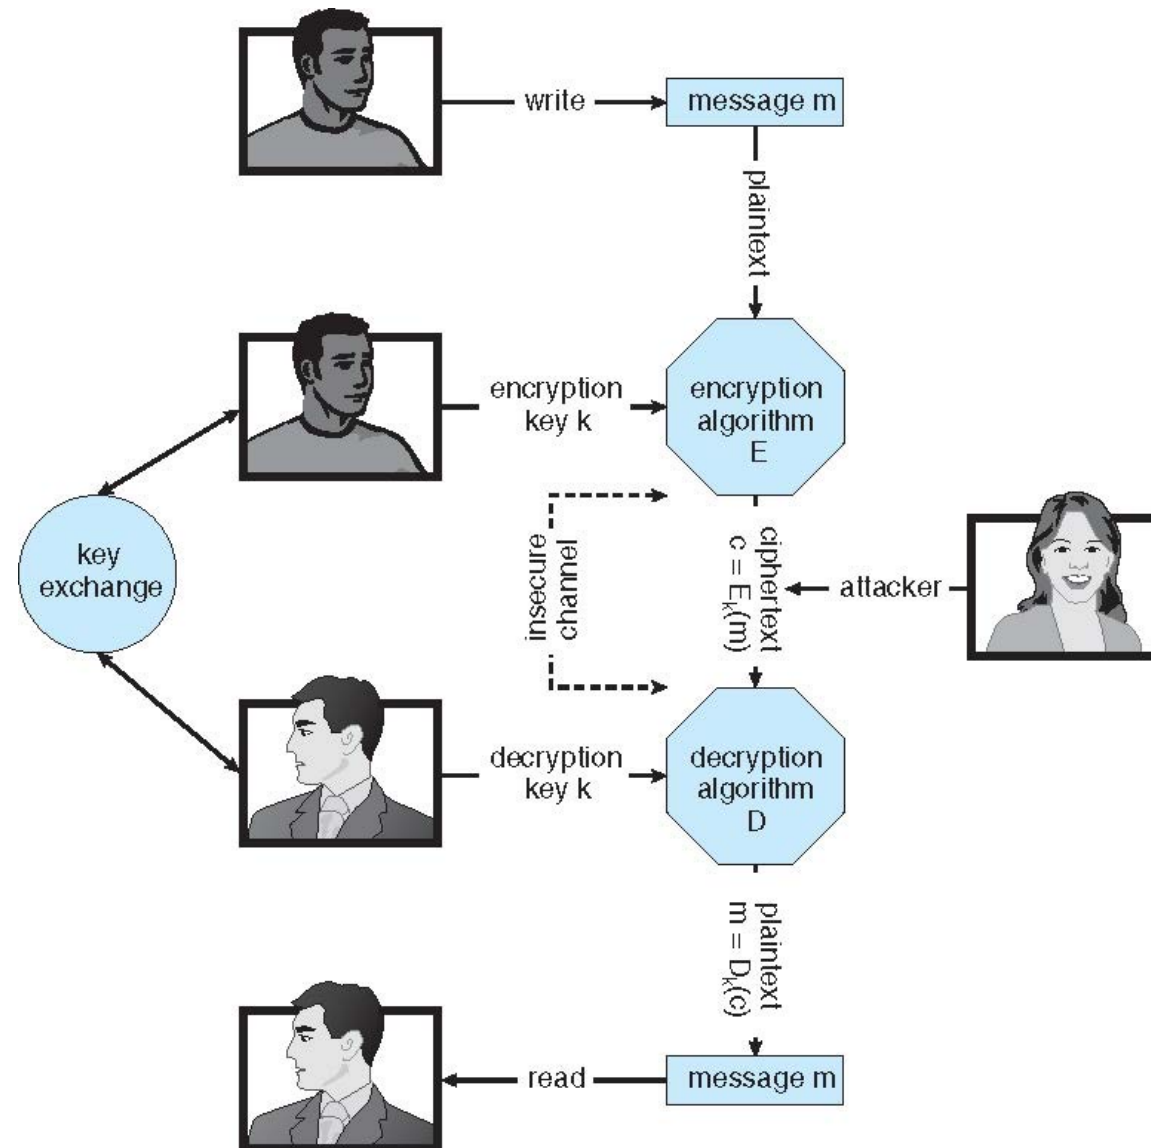 write
message m
plaintext
encryption
key k
encryption
algorithm
E
key
exchange
insecure
channel
ciphertext
c = Eₖ(m)
attacker
decryption
key k
decryption
algorithm
D
plaintext
m = Dₖ(c)
read
message m